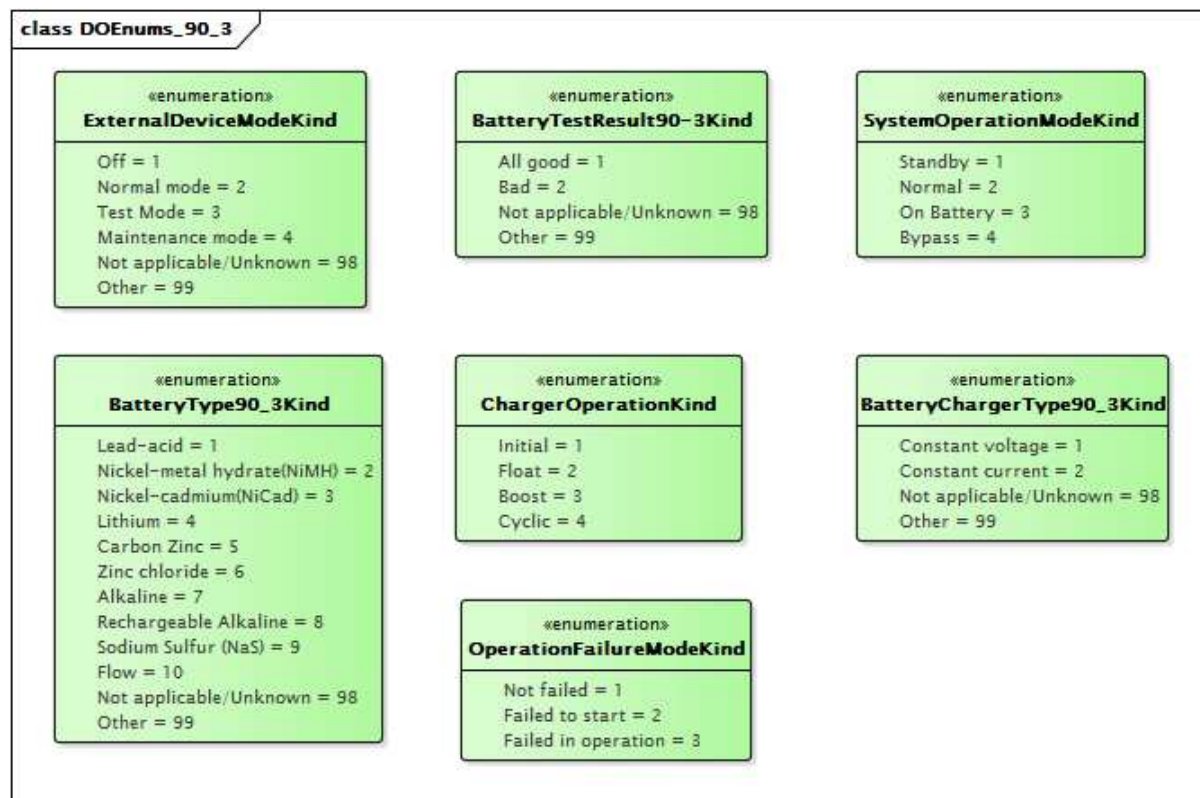 class DOEnums_90_3
«enumeration»
ExternalDeviceModeKind
Off = 1
Normal mode = 2
Test Mode = 3
Maintenance mode = 4
Not applicable/Unknown = 98
Other = 99
«enumeration»
BatteryTestResult90-3Kind
All good = 1
Bad = 2
Not applicable/Unknown = 98
Other = 99
«enumeration»
SystemOperationModeKind
Standby = 1
Normal = 2
On Battery = 3
Bypass = 4
«enumeration»
BatteryType90_3Kind
Lead-acid = 1
Nickel-metal hydrate(NiMH) = 2
Nickel-cadmium(NiCad) = 3
Lithium = 4
Carbon Zinc = 5
Zinc chloride = 6
Alkaline = 7
Rechargeable Alkaline = 8
Sodium Sulfur (NaS) = 9
Flow = 10
Not applicable/Unknown = 98
Other = 99
«enumeration»
ChargerOperationKind
Initial = 1
Float = 2
Boost = 3
Cyclic = 4
«enumeration»
BatteryChargerType90_3Kind
Constant voltage = 1
Constant current = 2
Not applicable/Unknown = 98
Other = 99
«enumeration»
OperationFailureModeKind
Not failed = 1
Failed to start = 2
Failed in operation = 3